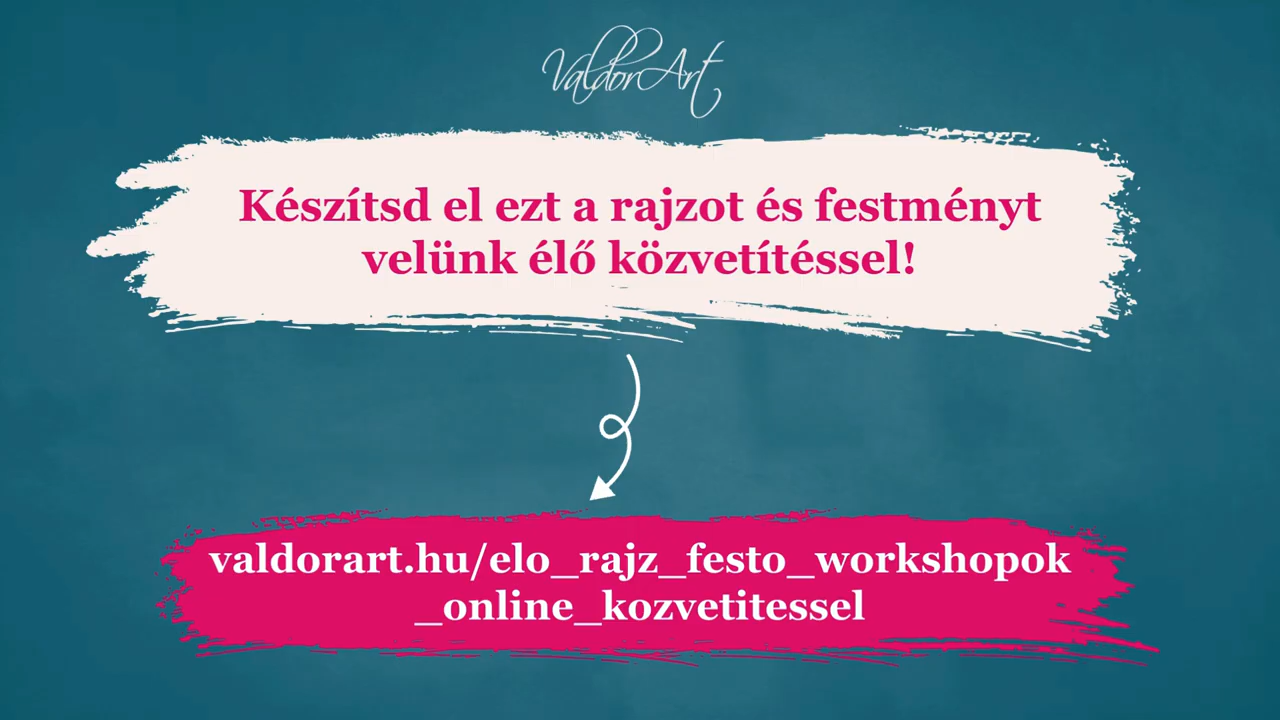 ValdorArt
Készítsd el ezt a rajzot és festményt
velünk élő közvetítéssel!
valdorart.hu/elo_rajz_festo_workshopok
_online_kozvetitessel